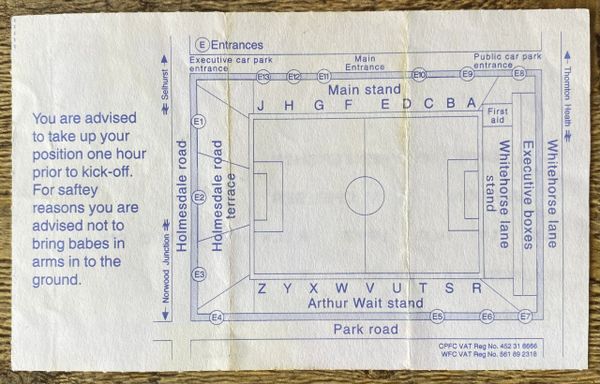 E Entrances
Executive car park
entrance
Main
Entrance
Public car park
entrance
E13 E12 E11 E10 E9 E8
Main stand
J H G F E D C B A
You are advised
to take up your
position one hour
prior to kick-off.
For saftey
reasons you are
advised not to
bring babes in
arms in to the
ground.
Selhurst
Norwood Junction
Holmesdale road
E1
E2
E3
Holmesdale road
terrace
First
aid
Whitehorse lane
stand
Executive boxes
Whitehorse lane
Thornton Heath
Z Y X W V U T S R
Arthur Wait stand
E4 E5 E6 E7
Park road
CPFC VAT Reg No. 452 31 6666
WFC VAT Reg No. 561 89 2318